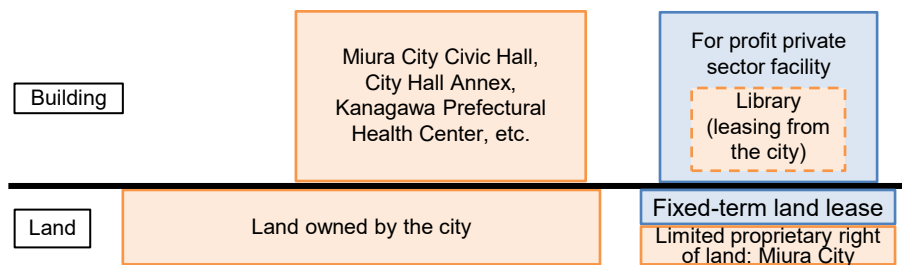 Building
Miura City Civic Hall,
City Hall Annex,
Kanagawa Prefectural
Health Center, etc.
For profit private
sector facility
Library
(leasing from
the city)
Land
Land owned by the city
Fixed-term land lease
Limited proprietary right
of land: Miura City